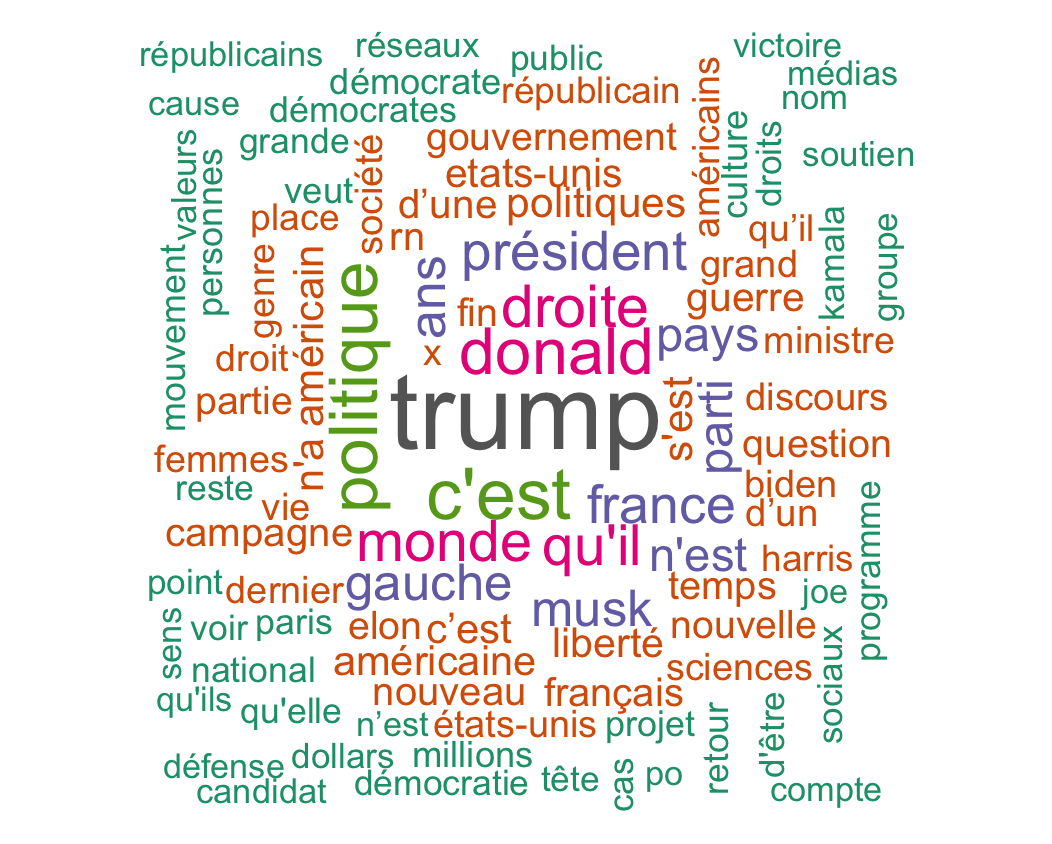 républicains
réseaux
public
victoire
démocrate
républicain
médias
nom
cause
démocrates
américains
grande
gouvernement
culture
droits
soutien
valeurs
personnes
société
etats-unis
veut
d’une
politiques
place
rn
président
qu’il
kamala
groupe
mouvement
genre
américain
ans
grand
politique
fin
droite
guerre
droit
x
donald
pays
ministre
partie
trump
s'est
parti
discours
femmes
n'a
question
reste
vie
c'est
france
biden
d’un
campagne
monde
qu'il
n'est
harris
programme
point
dernier
gauche
musk
temps
joe
sens
voir
paris
elon
c’est
liberté
nouvelle
national
américaine
sciences
sociaux
qu'ils
qu'elle
nouveau
français
n’est
états-unis
projet
retour
d'être
défense
dollars
millions
candidat
démocratie
tête
cas
po
compte